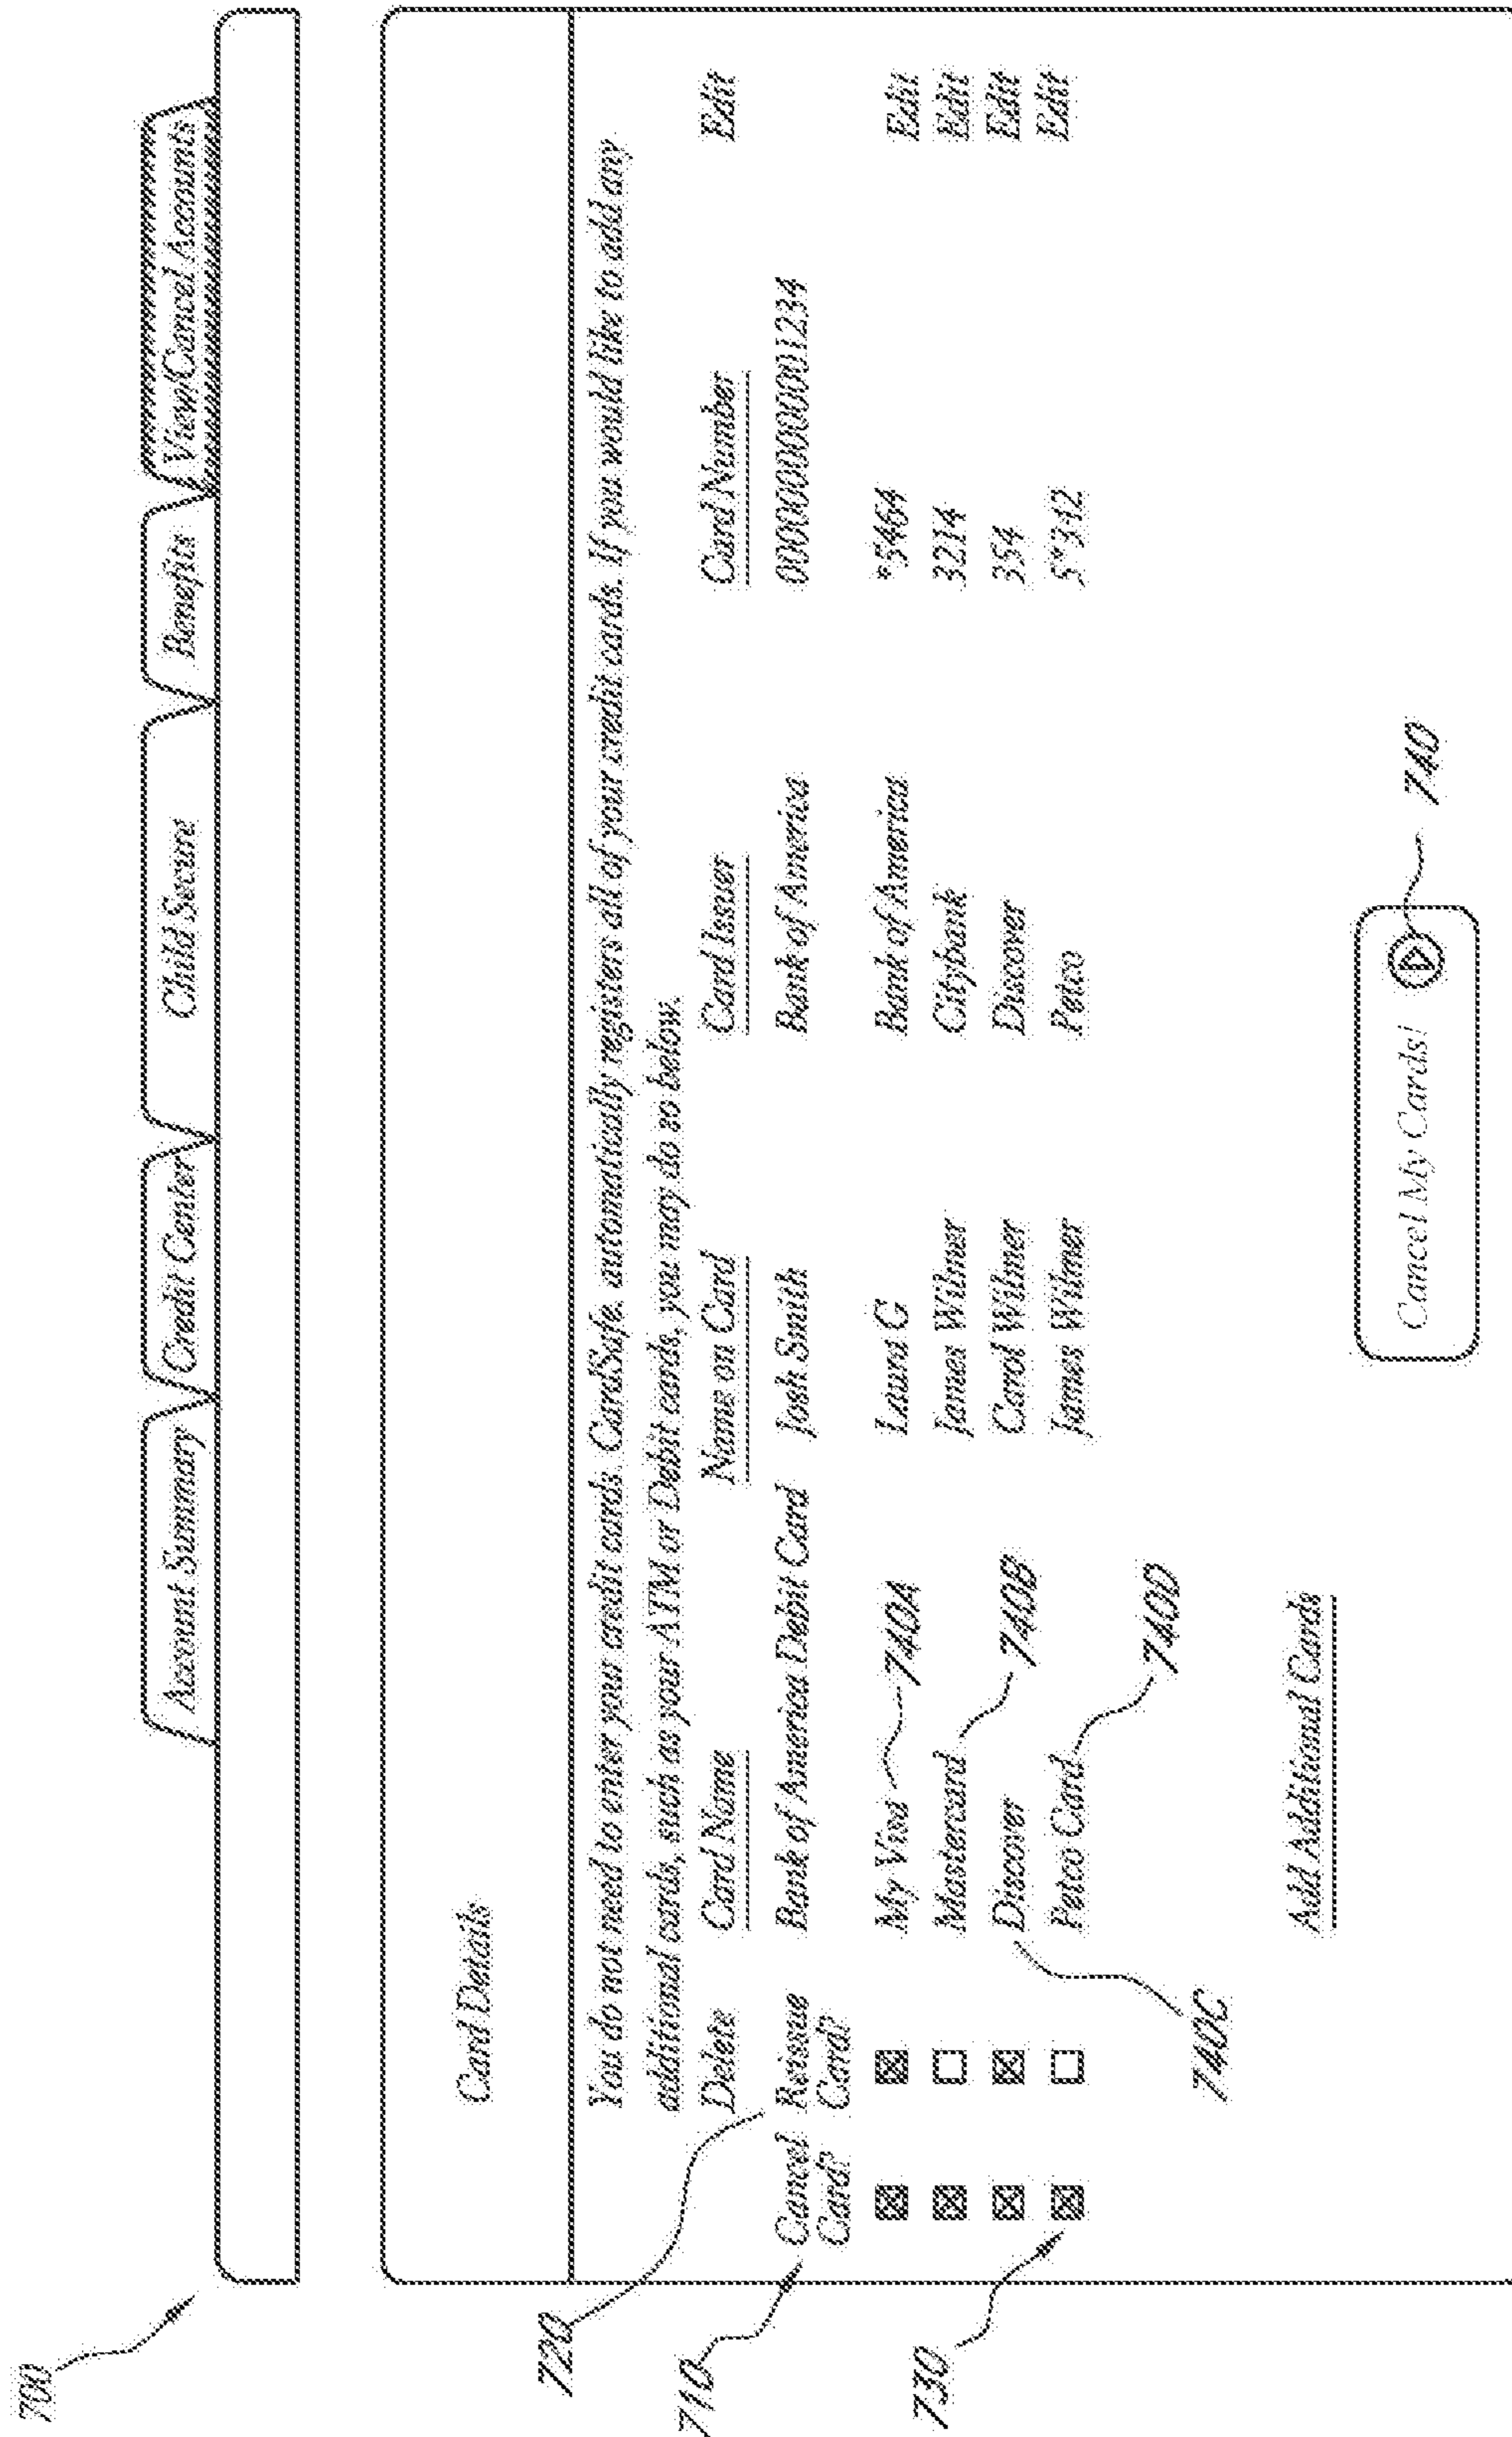 700
Account Summary Credit Center Child Secure Benefits View/Cancel Accounts
Card Details
You do not need to enter your credit cards. CardSafe. automatically registers all of your credit cards. If you would like to add any
additional cards, such as your ATM or Debit cards, you may do so below.
720
Delete Card Name Name on Card Card Issuer Card Number Edit
710
Cancel Card? Reissue Card? Bank of America Debit Card Josh Smith Bank of America 0000000000001234
My Visa 740A Laura G Bank of America *5464 Edit
Mastercard 740B James Wilmer Citybank 3214 Edit
Discover Carol Wilmer Discover 354 Edit
730
Petco Card 740D James Wilmer Petco 5*342 Edit
740C
Add Additional Cards
Cancel My Cards! 740